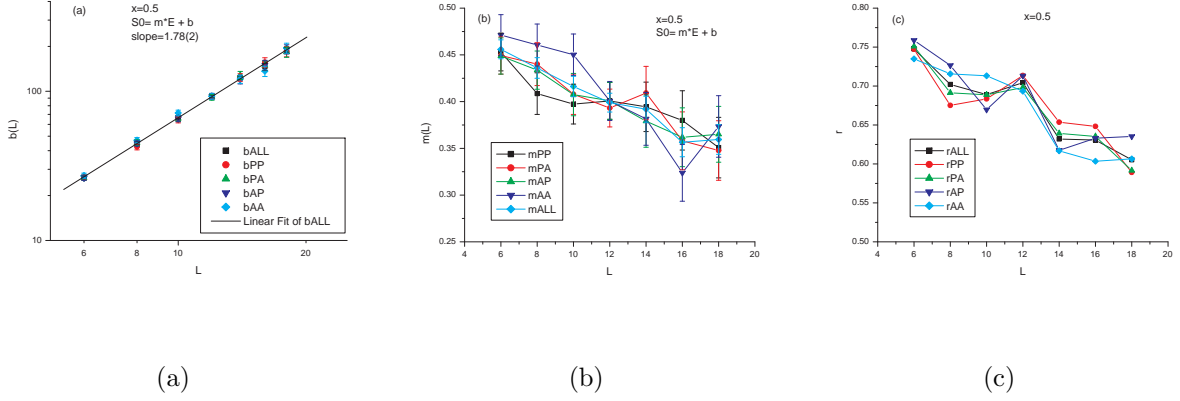 (a)
x=0.5
S0= m*E + b
slope=1.78(2)
b(L)
100
10
6
8
10
20
L
bALL
bPP
bPA
bAP
bAA
Linear Fit of bALL
(b)
x=0.5
S0= m*E + b
m(L)
0.50
0.45
0.40
0.35
0.30
0.25
4 6 8 10 12 14 16 18 20
L
mPP
mPA
mAP
mAA
mALL
(c)
x=0.5
r
0.80
0.75
0.70
0.65
0.60
0.55
0.50
4 6 8 10 12 14 16 18 20
L
rALL
rPP
rPA
rAP
rAA
(a)
(b)
(c)